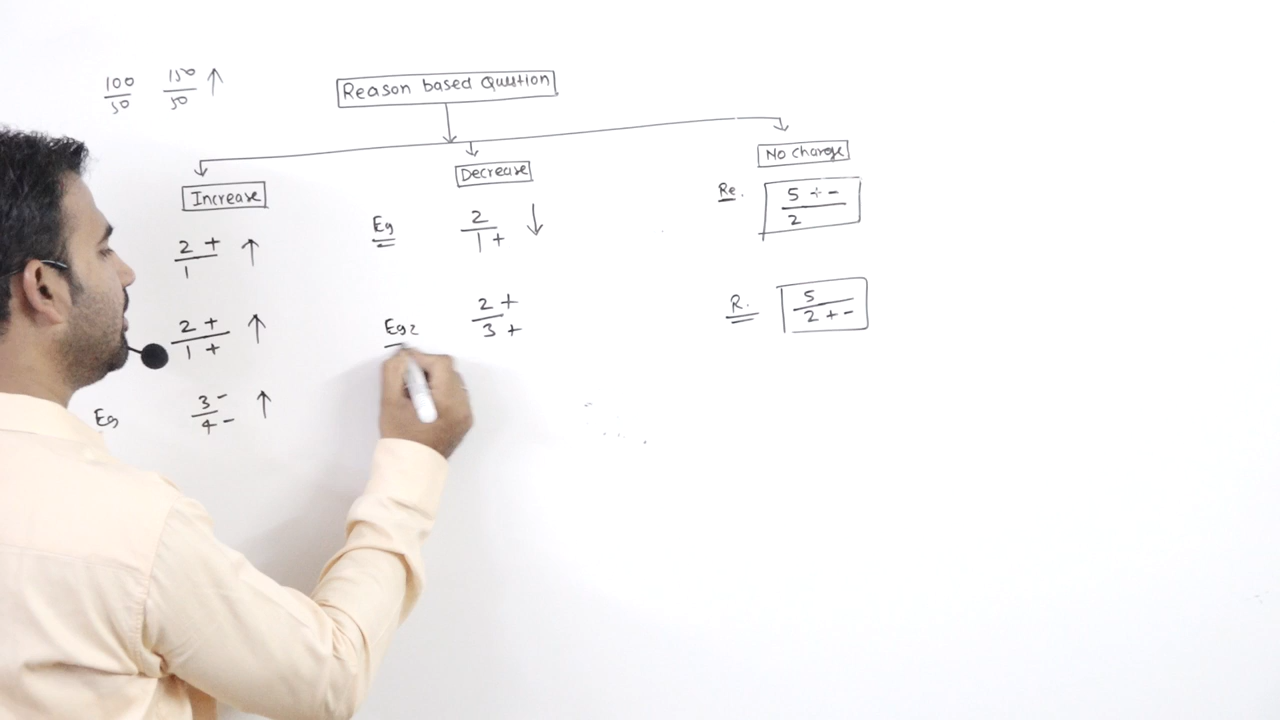 100 150 ↑
50 50
Reason based Question
Increase
2 + ↑
1
2 + ↑
1 +
Eg 3 - ↑
4 -
Decrease
Eg 2 ↓
1 +
Eg2 2 +
3 +
No change
Re. 5 + -
2
R. 5
2 + -